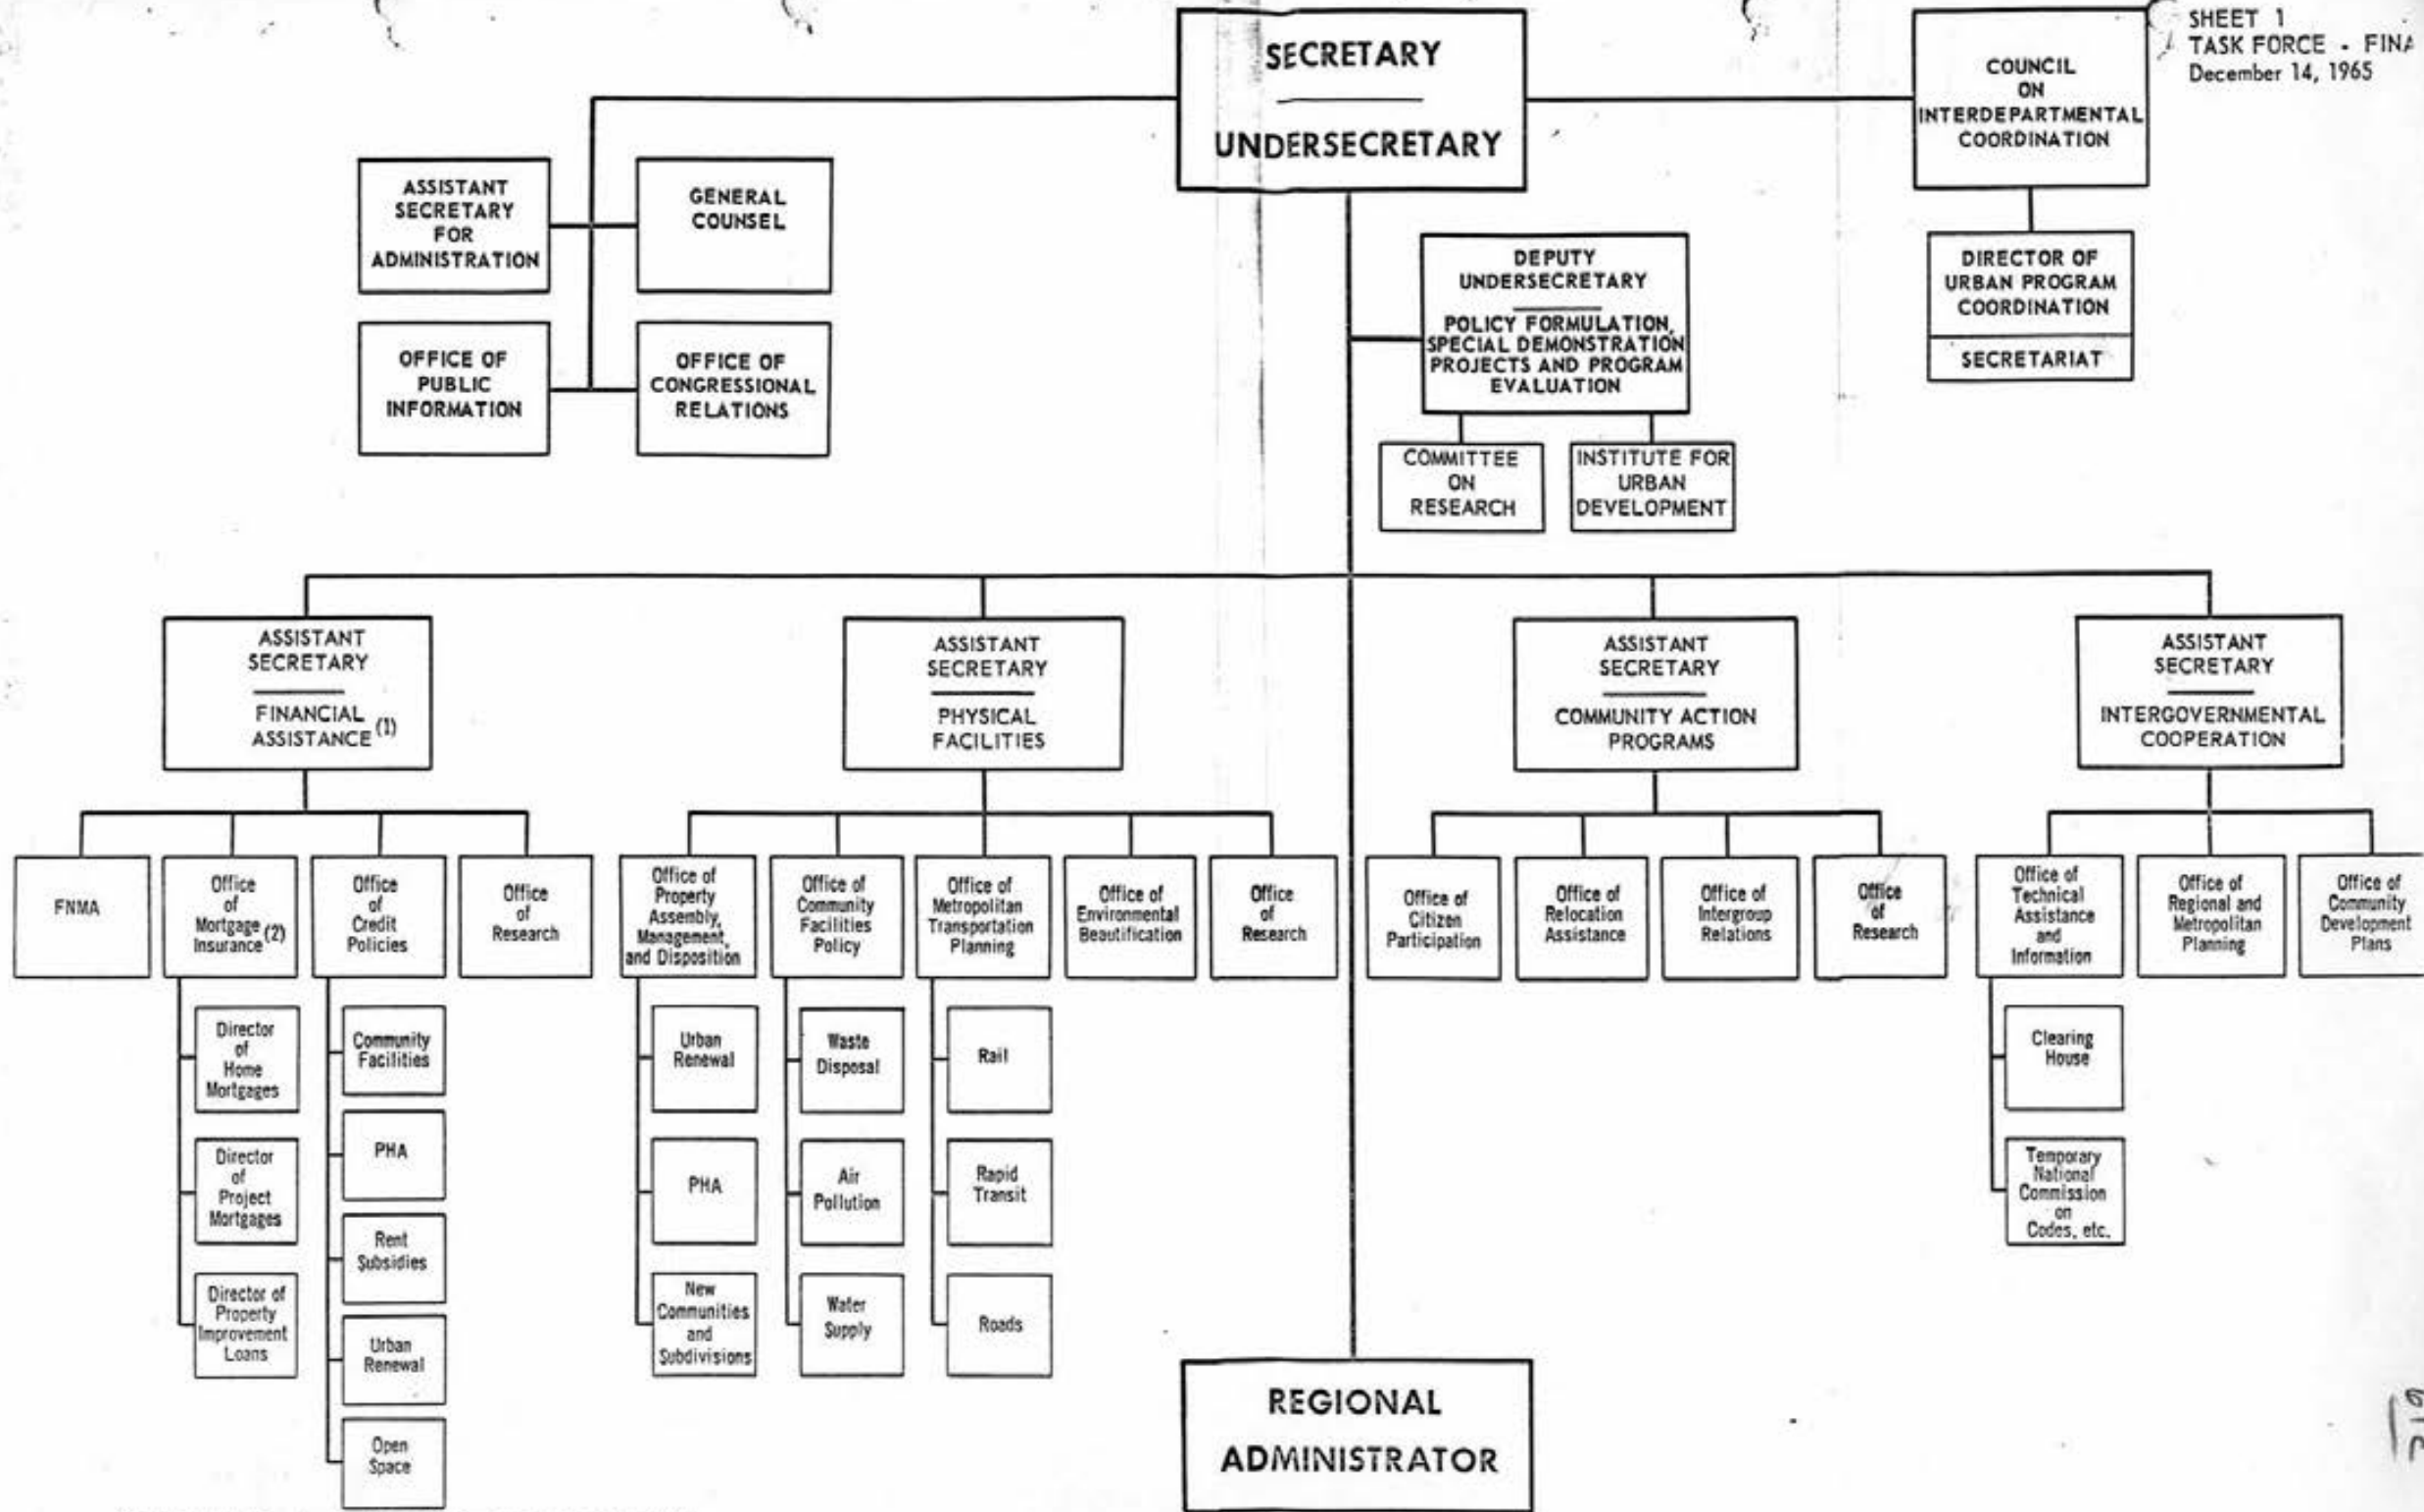 SHEET 1
TASK FORCE - FINA
December 14, 1965
SECRETARY
UNDERSECRETARY
COUNCIL
ON
INTERDEPARTMENTAL
COORDINATION
ASSISTANT
SECRETARY
FOR
ADMINISTRATION
GENERAL
COUNSEL
OFFICE OF
PUBLIC
INFORMATION
OFFICE OF
CONGRESSIONAL
RELATIONS
DEPUTY
UNDERSECRETARY
POLICY FORMULATION,
SPECIAL DEMONSTRATION
PROJECTS AND PROGRAM
EVALUATION
COMMITTEE
ON
RESEARCH
INSTITUTE FOR
URBAN
DEVELOPMENT
DIRECTOR OF
URBAN PROGRAM
COORDINATION
SECRETARIAT
ASSISTANT
SECRETARY
FINANCIAL
ASSISTANCE (1)
ASSISTANT
SECRETARY
PHYSICAL
FACILITIES
ASSISTANT
SECRETARY
COMMUNITY ACTION
PROGRAMS
ASSISTANT
SECRETARY
INTERGOVERNMENTAL
COOPERATION
FNMA
Office
of
Mortgage
Insurance (2)
Office
of
Credit
Policies
Office
of
Research
Office of
Property
Assembly,
Management,
and Disposition
Office of
Community
Facilities
Policy
Office of
Metropolitan
Transportation
Planning
Office of
Environmental
Beautification
Office
of
Research
Office of
Citizen
Participation
Office of
Relocation
Assistance
Office of
Intergroup
Relations
Office
of
Research
Office of
Technical
Assistance
and
Information
Office of
Regional and
Metropolitan
Planning
Office of
Community
Development
Plans
Director
of
Home
Mortgages
Director
of
Project
Mortgages
Director of
Property
Improvement
Loans
Community
Facilities
PHA
Rent
Subsidies
Urban
Renewal
Open
Space
Urban
Renewal
PHA
New
Communities
and
Subdivisions
Waste
Disposal
Air
Pollution
Water
Supply
Rail
Rapid
Transit
Roads
Clearing
House
Temporary
National
Commission
on
Codes, etc.
REGIONAL
ADMINISTRATOR